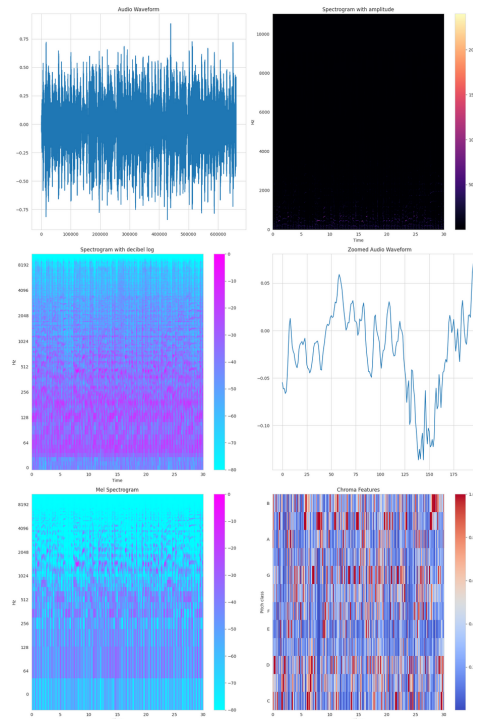 Audio Waveform
0.75
0.50
0.25
0.00
−0.25
−0.50
−0.75
0 100000 200000 300000 400000 500000 600000
Spectrogram with amplitude
10000
8000
6000
4000
2000
0
Hz
0 5 10 15 20 25 30
Time
Spectrogram with decibel log
8192
4096
2048
1024
512
256
128
64
0
Hz
0 5 10 15 20 25 30
Time
0
−10
−20
−30
−40
−50
−60
−70
−80
Zoomed Audio Waveform
0.05
0.00
−0.05
−0.10
0 25 50 75 100 125 150 175
Mel Spectrogram
8192
4096
2048
1024
512
256
128
64
0
Hz
0 5 10 15 20 25 30
0
−10
−20
−30
−40
−50
−60
−70
−80
Chroma Features
B
A
G
F
E
D
C
Pitch class
0 5 10 15 20 25 30